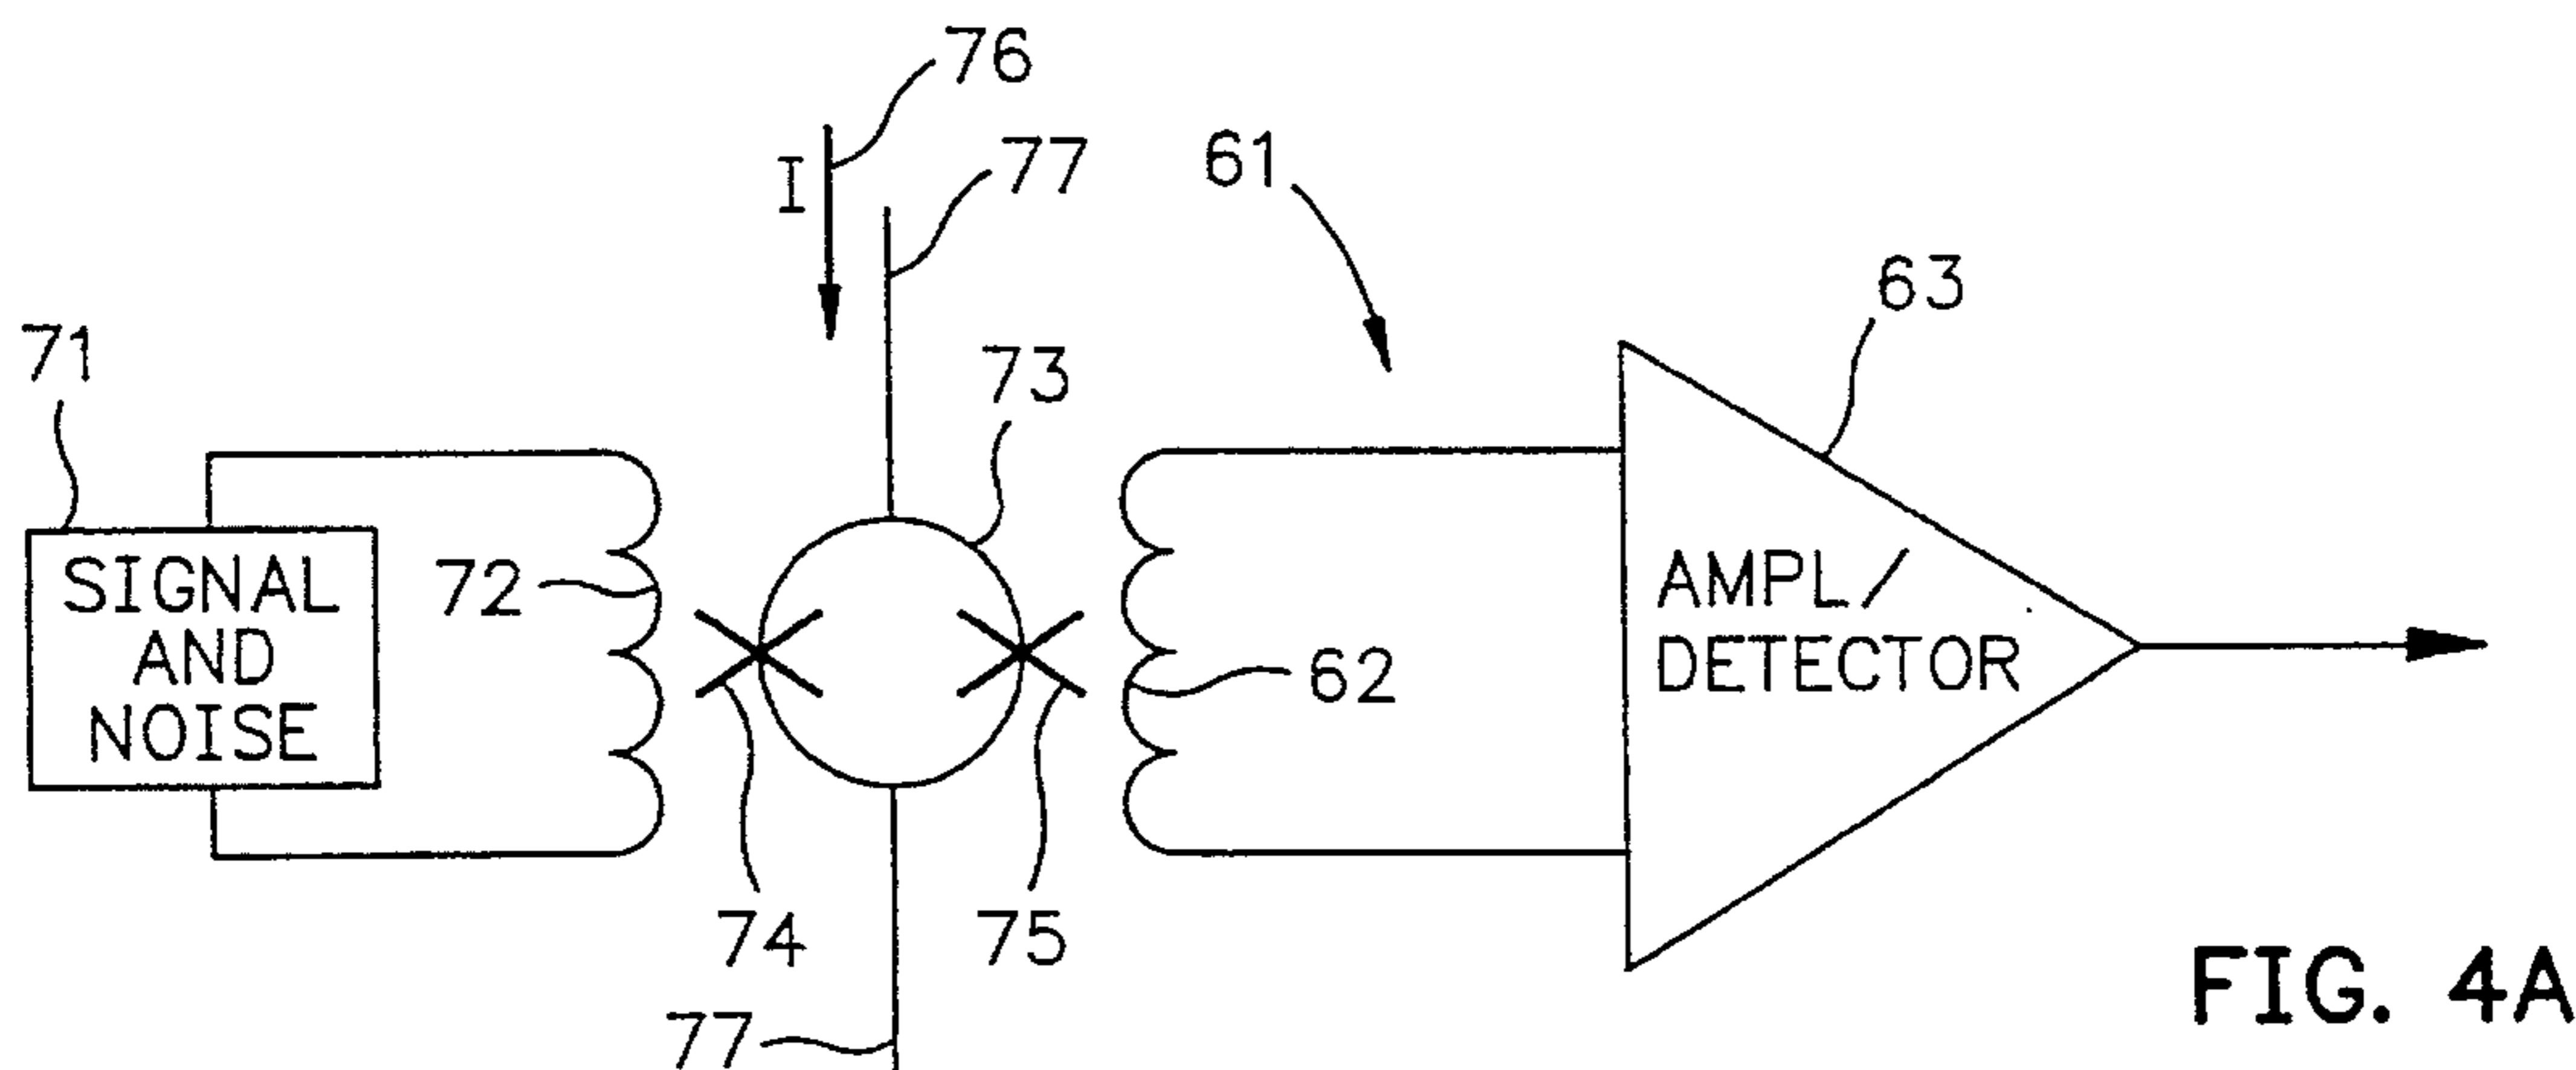 76
77
I
61
63
71
73
SIGNAL
AND
NOISE
72
AMPL/
DETECTOR
62
74
75
77
FIG. 4A